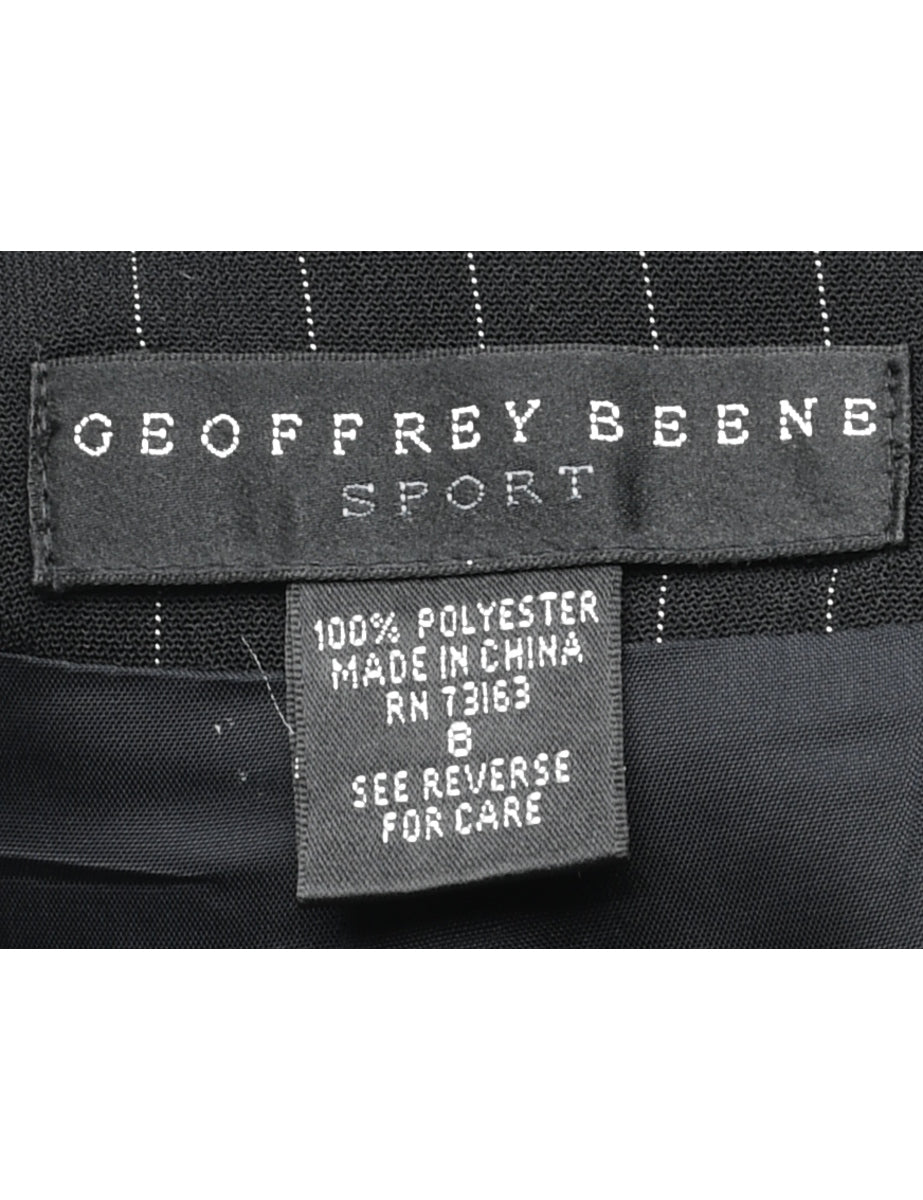 GEOFFREY BEENE
SPORT
100% POLYESTER
MADE IN CHINA
RN 73163
8
SEE REVERSE
FOR CARE